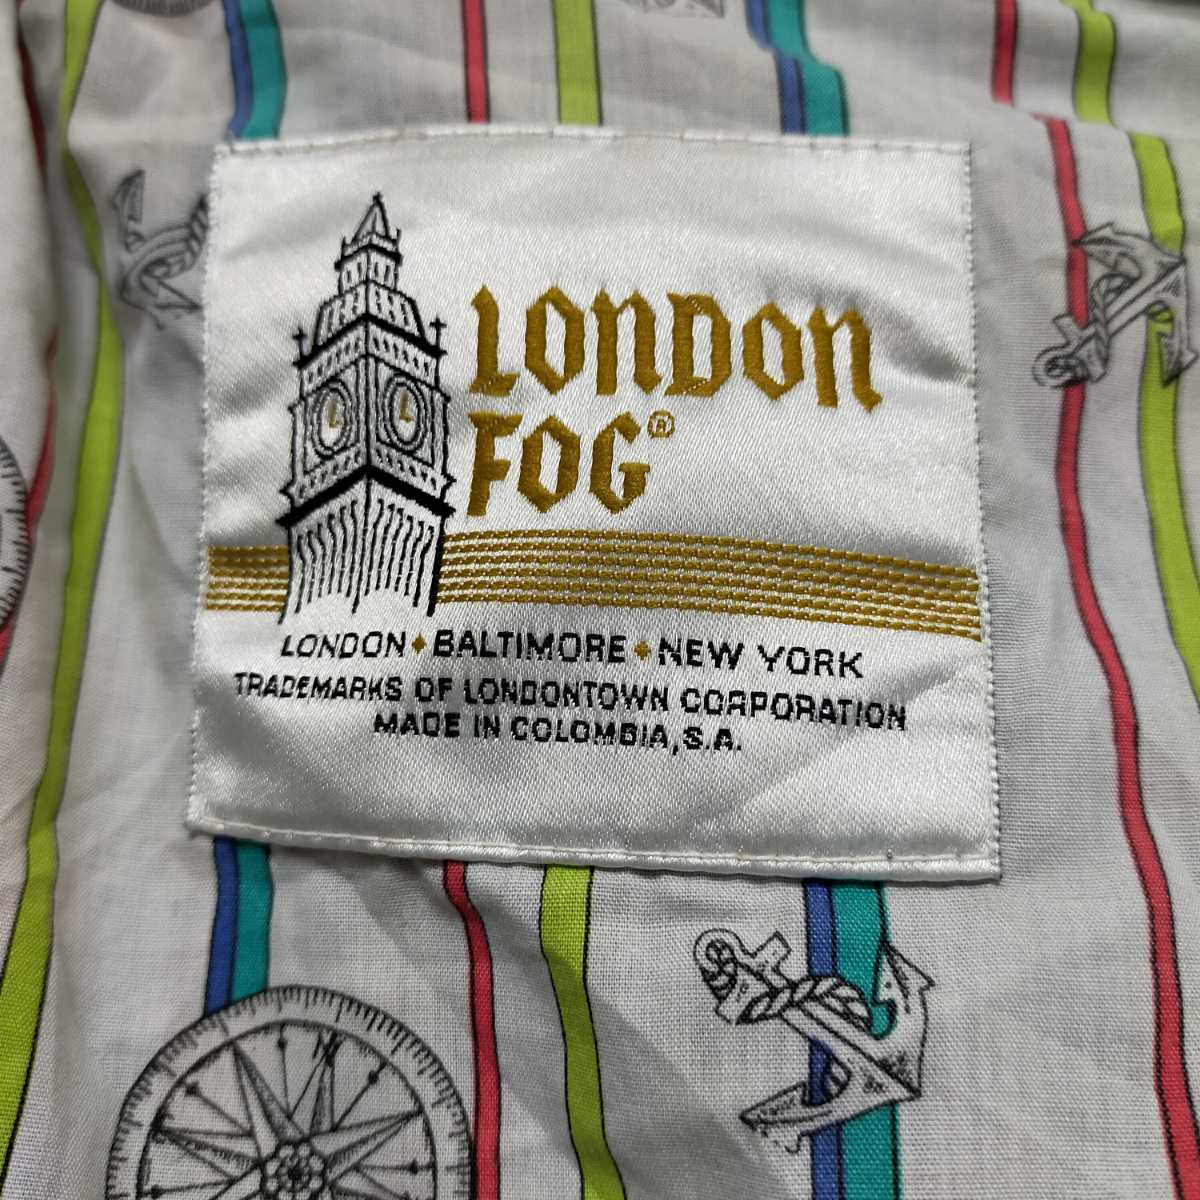 LONDON
FOG®
L L
LONDON • BALTIMORE • NEW YORK
TRADEMARKS OF LONDONTOWN CORPORATION
MADE IN COLOMBIA, S.A.
N